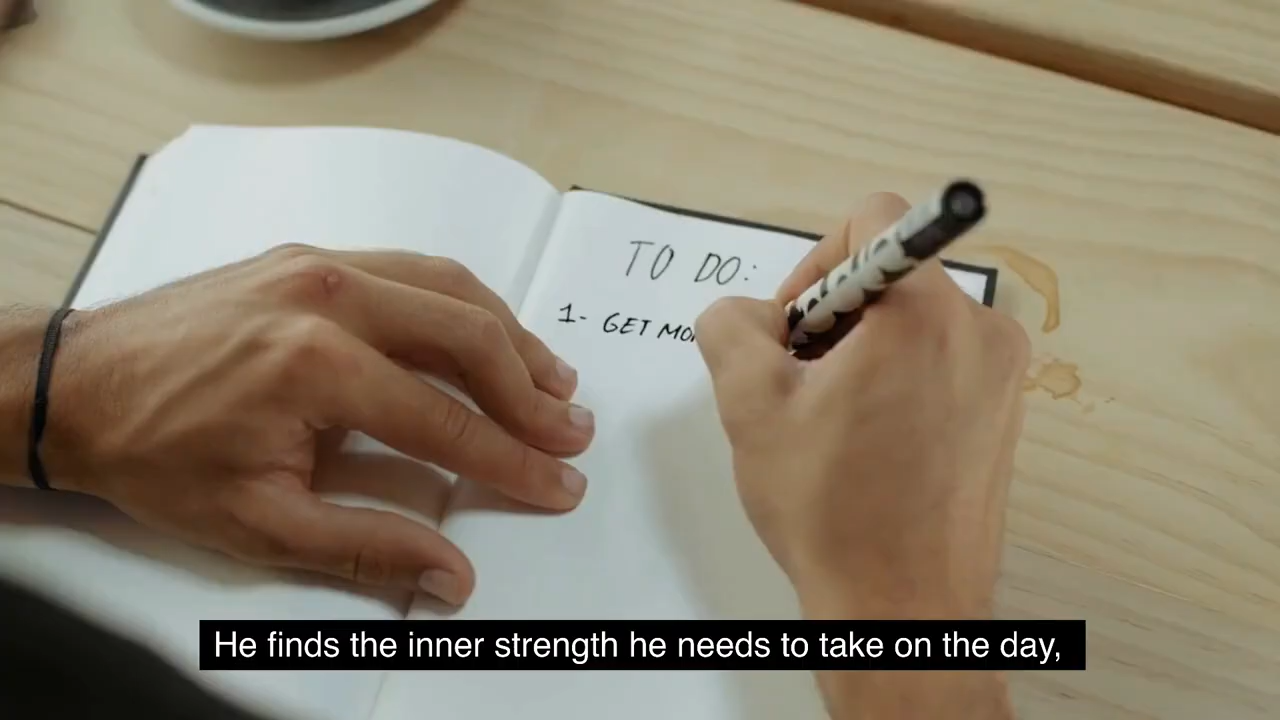 TO DO:
1- GET
He finds the inner strength he needs to take on the day,